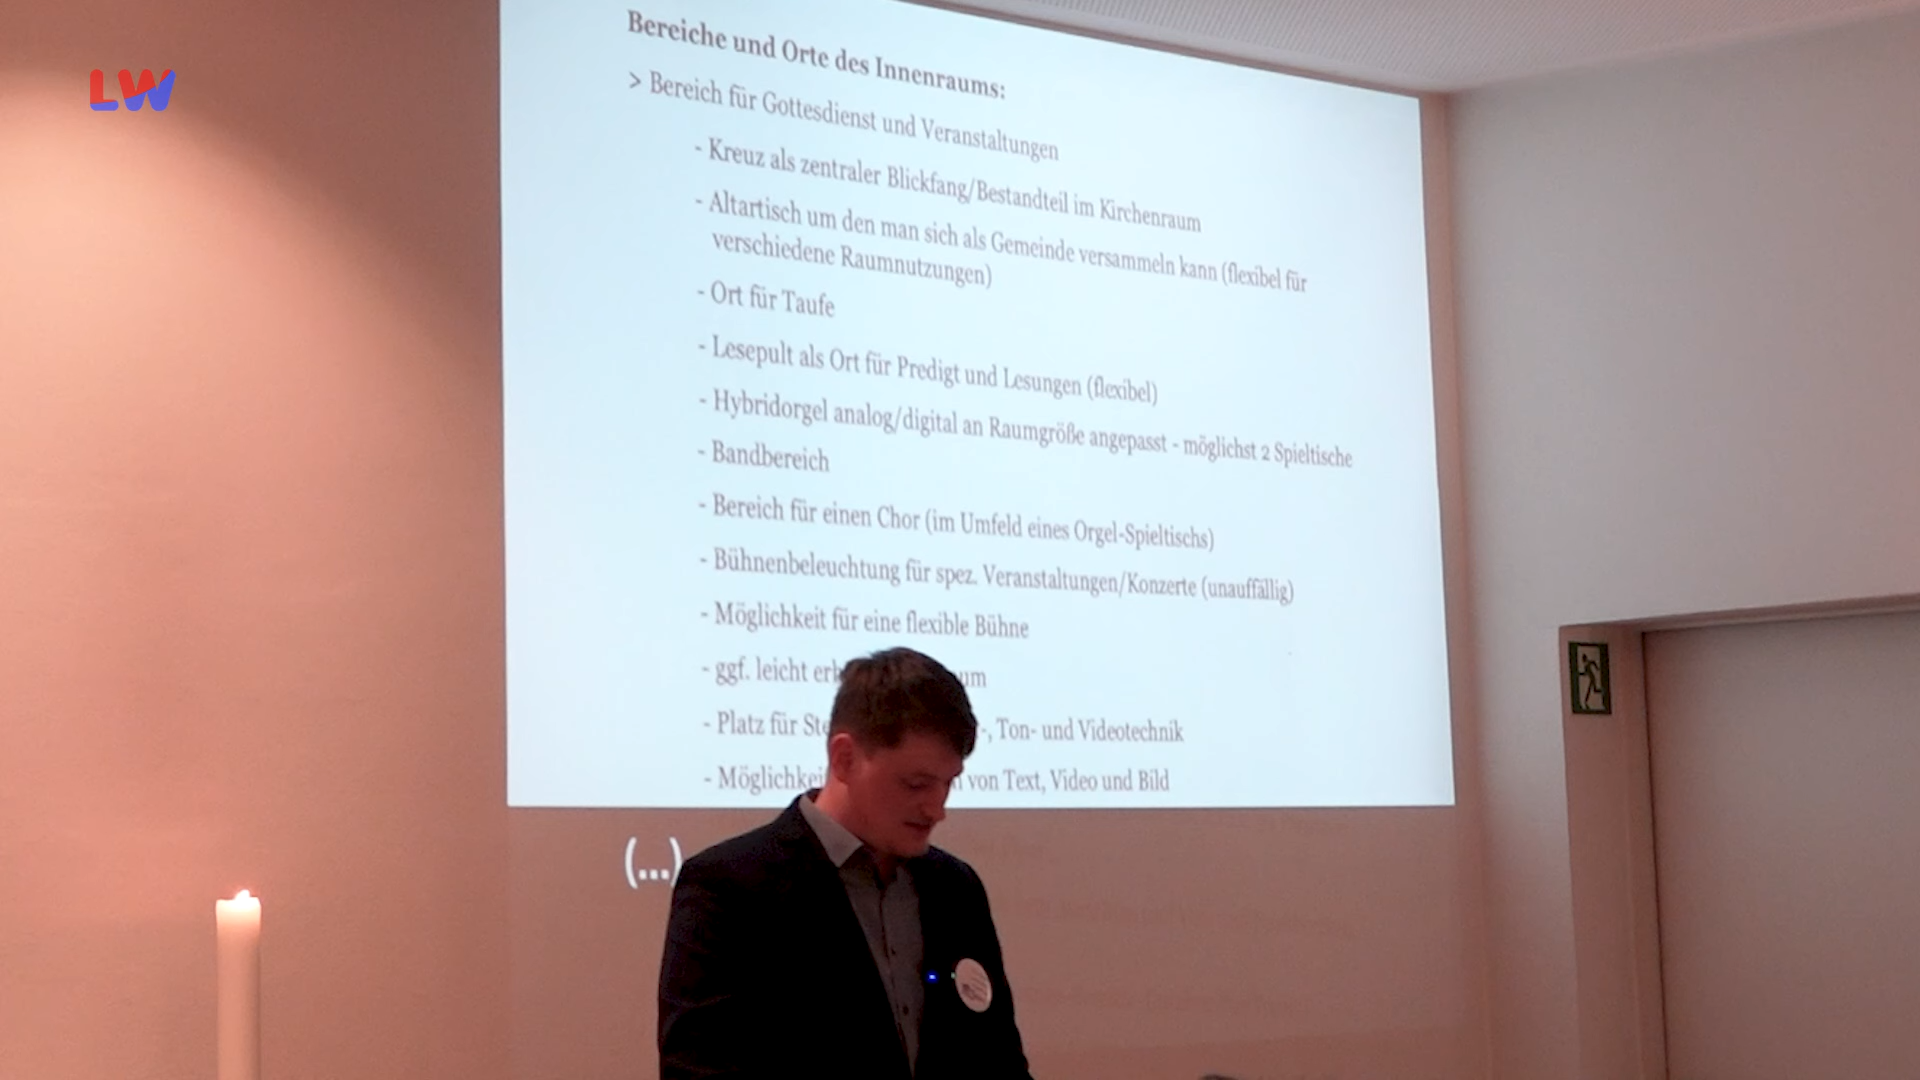 LW
Bereiche und Orte des Innenraums:
> Bereich für Gottesdienst und Veranstaltungen
- Kreuz als zentraler Blickfang/Bestandteil im Kirchenraum
- Altartisch um den man sich als Gemeinde versammeln kann (flexibel für
verschiedene Raumnutzungen)
- Ort für Taufe
- Lesepult als Ort für Predigt und Lesungen (flexibel)
- Hybridorgel analog/digital an Raumgröße angepasst - möglichst 2 Spieltische
- Bandbereich
- Bereich für einen Chor (im Umfeld eines Orgel-Spieltischs)
- Bühnenbeleuchtung für spez. Veranstaltungen/Konzerte (unauffällig)
- Möglichkeit für eine flexible Bühne
- ggf. leicht
- Platz für Ton- und Videotechnik
- von Text, Video und Bild
(...)